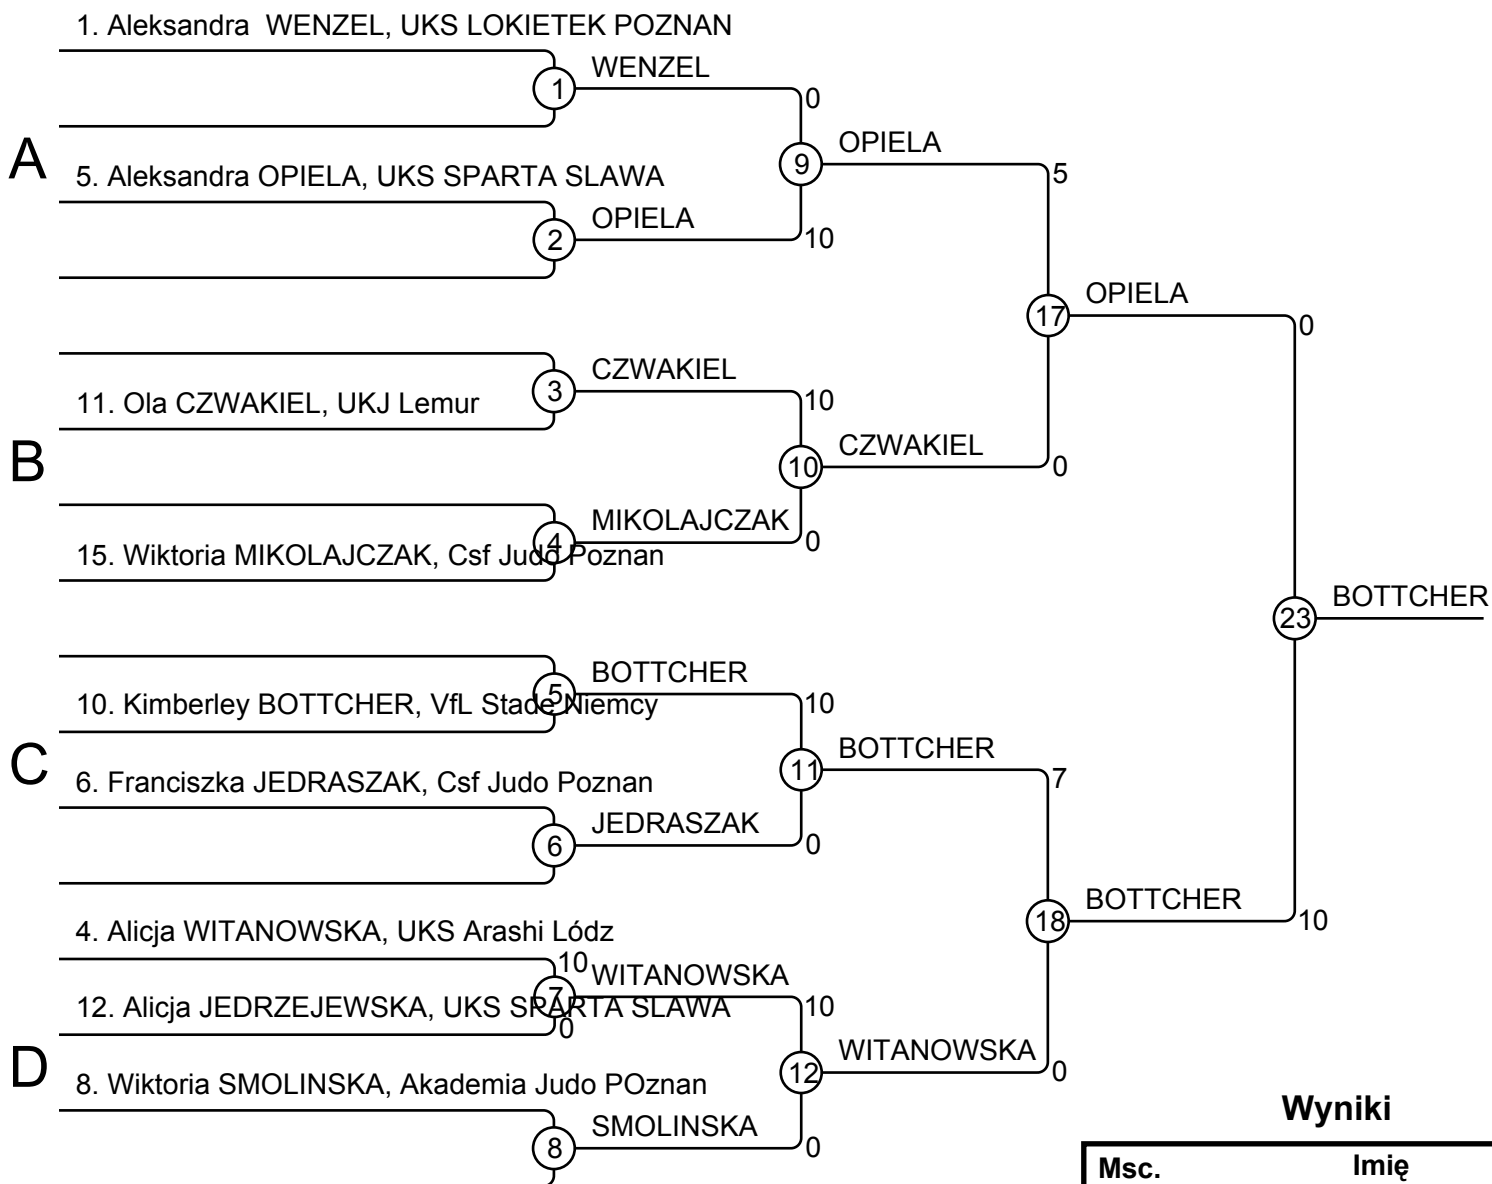 1. Aleksandra  WENZEL, UKS LOKIETEK POZNAN
WENZEL
1
0
A
OPIELA
9
5. Aleksandra OPIELA, UKS SPARTA SLAWA
5
OPIELA
2
10
OPIELA
17
0
CZWAKIEL
3
10
11. Ola CZWAKIEL, UKJ Lemur
B
CZWAKIEL
10
0
MIKOLAJCZAK
4
0
15. Wiktoria MIKOLAJCZAK, Csf Judo Poznan
BOTTCHER
23
BOTTCHER
5
10
10. Kimberley BOTTCHER, VfL Stade Niemcy
C
BOTTCHER
11
7
6. Franciszka JEDRASZAK, Csf Judo Poznan
JEDRASZAK
6
0
BOTTCHER
18
10
4. Alicja WITANOWSKA, UKS Arashi Lódz
10
WITANOWSKA
7
10
12. Alicja JEDRZEJEWSKA, UKS SPARTA SLAWA
0
D
WITANOWSKA
12
0
8. Wiktoria SMOLINSKA, Akademia Judo POznan
SMOLINSKA
8
0
Wyniki
Msc. Imię